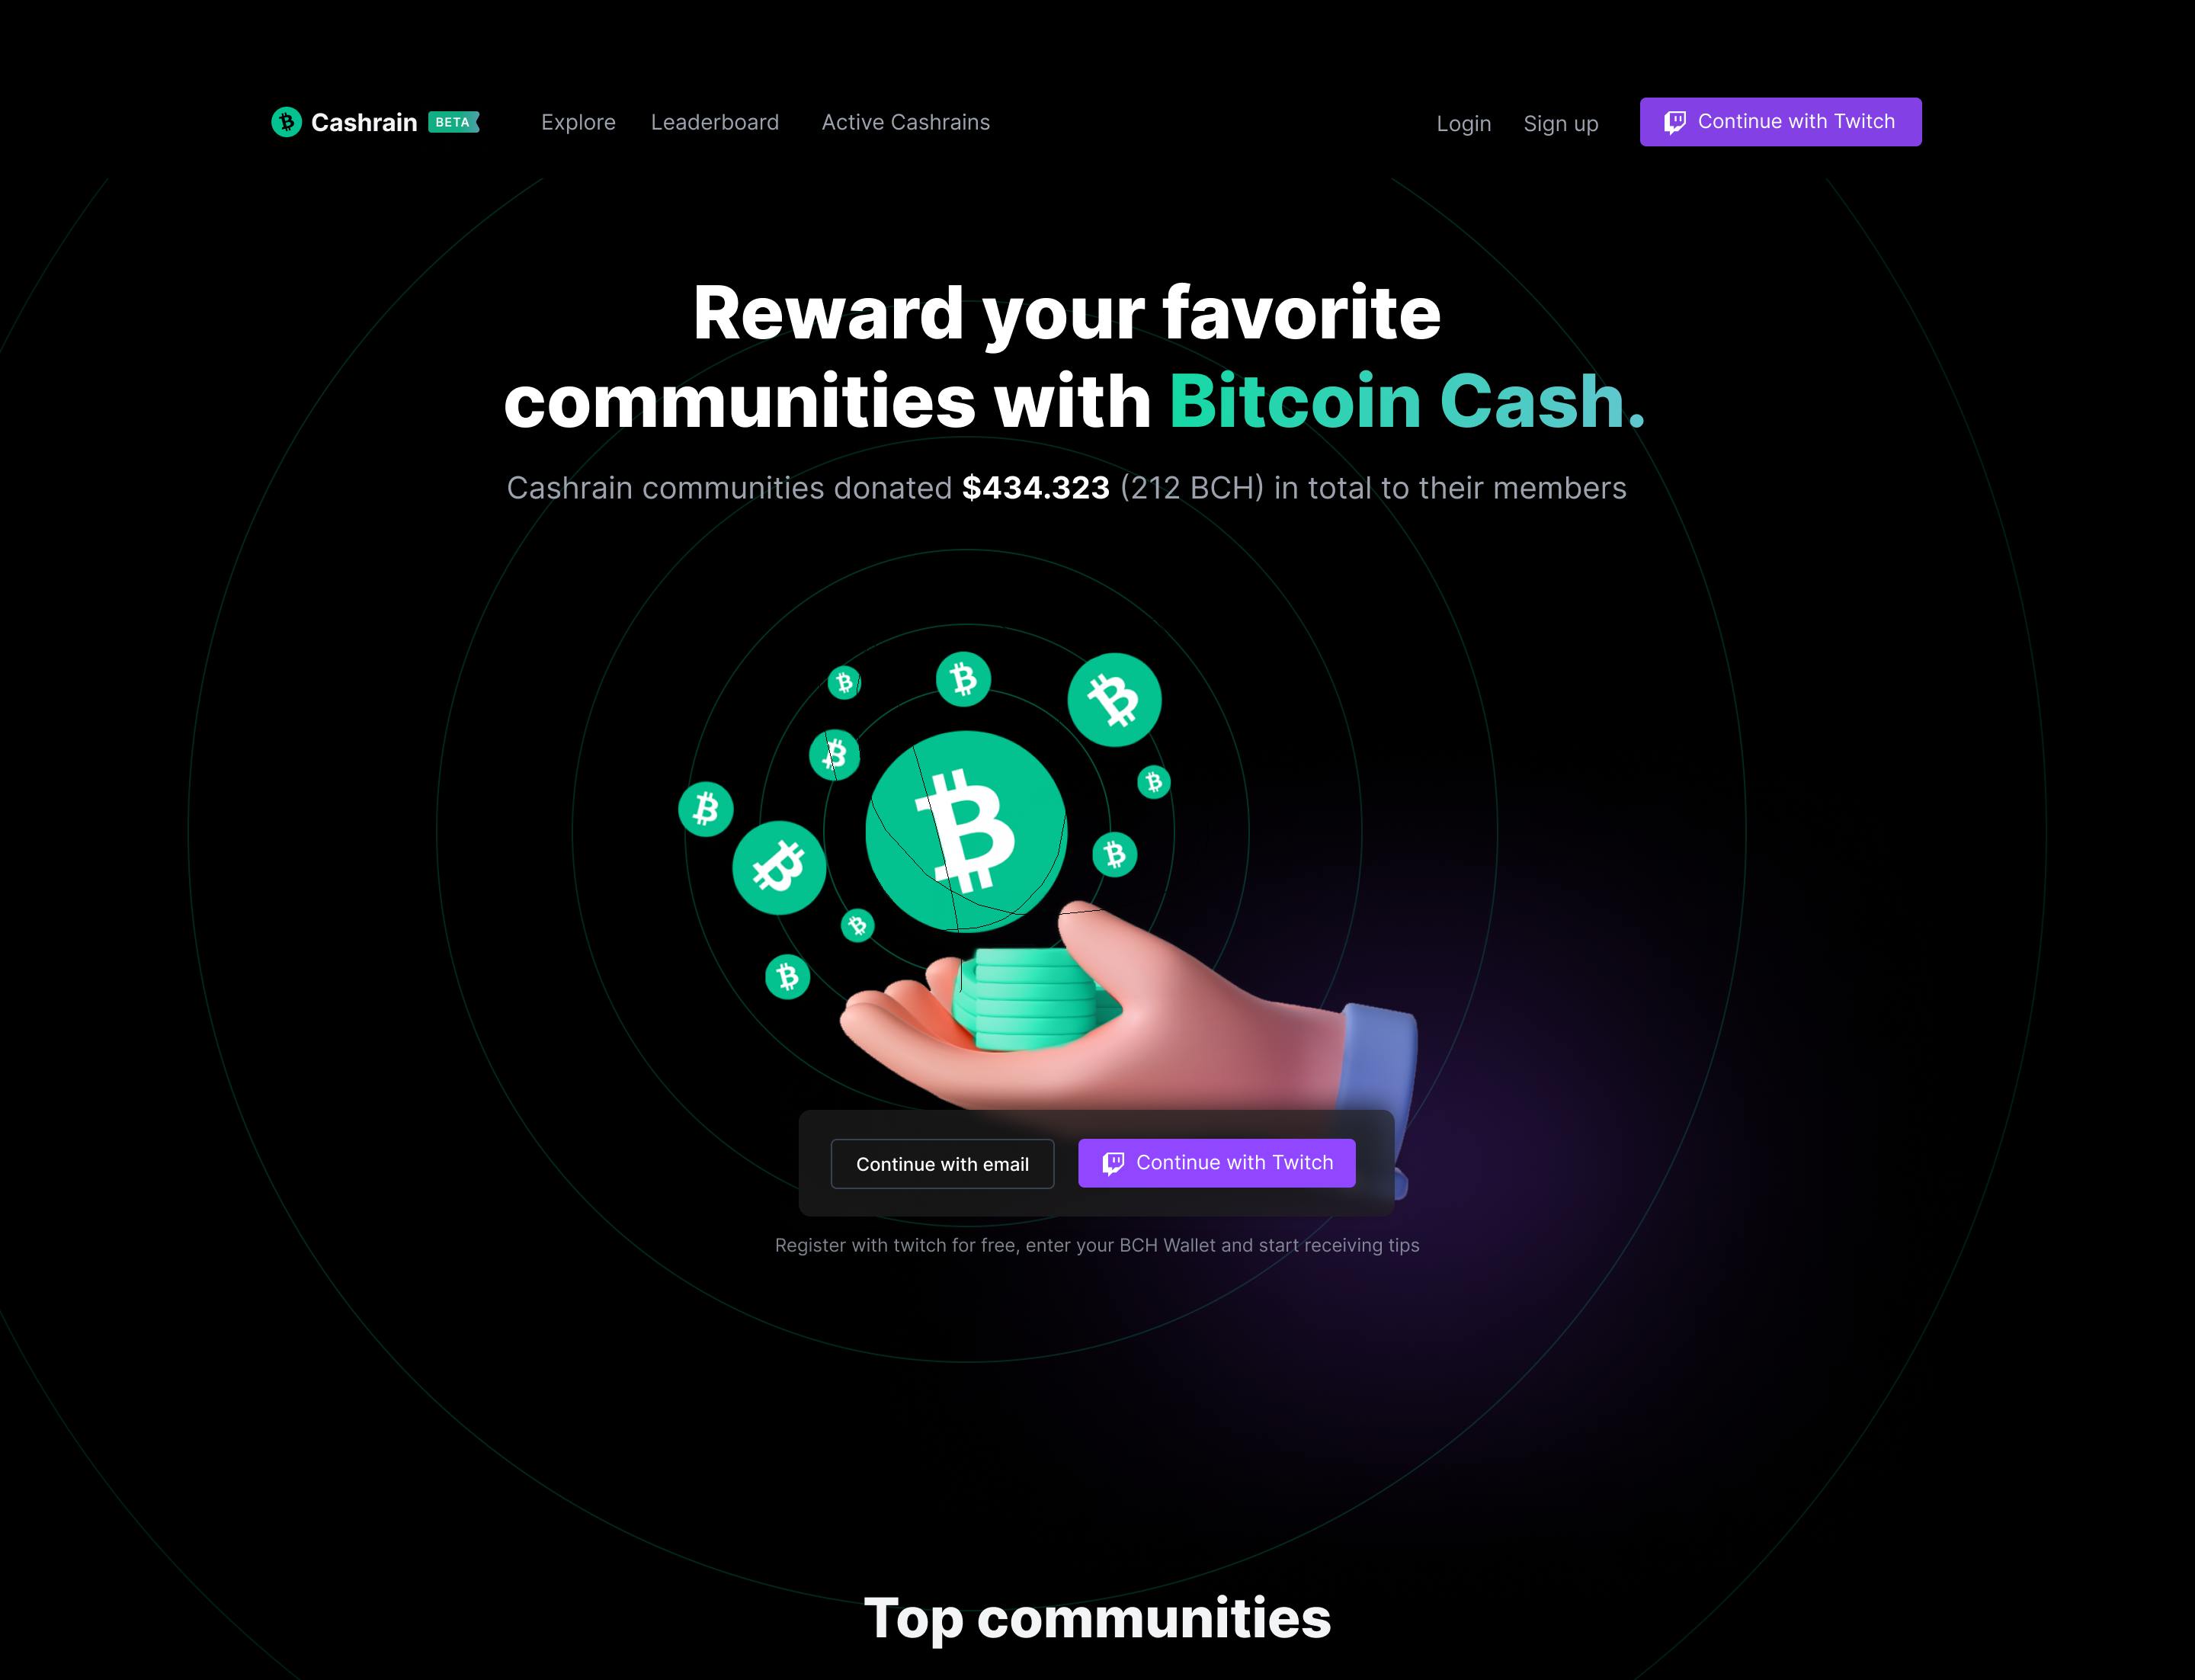 Cashrain BETA Explore Leaderboard Active Cashrains Login Sign up Continue with Twitch
Reward your favorite
communities with Bitcoin Cash.
Cashrain communities donated $434.323 (212 BCH) in total to their members
Continue with email Continue with Twitch
Register with twitch for free, enter your BCH Wallet and start receiving tips
Top communities